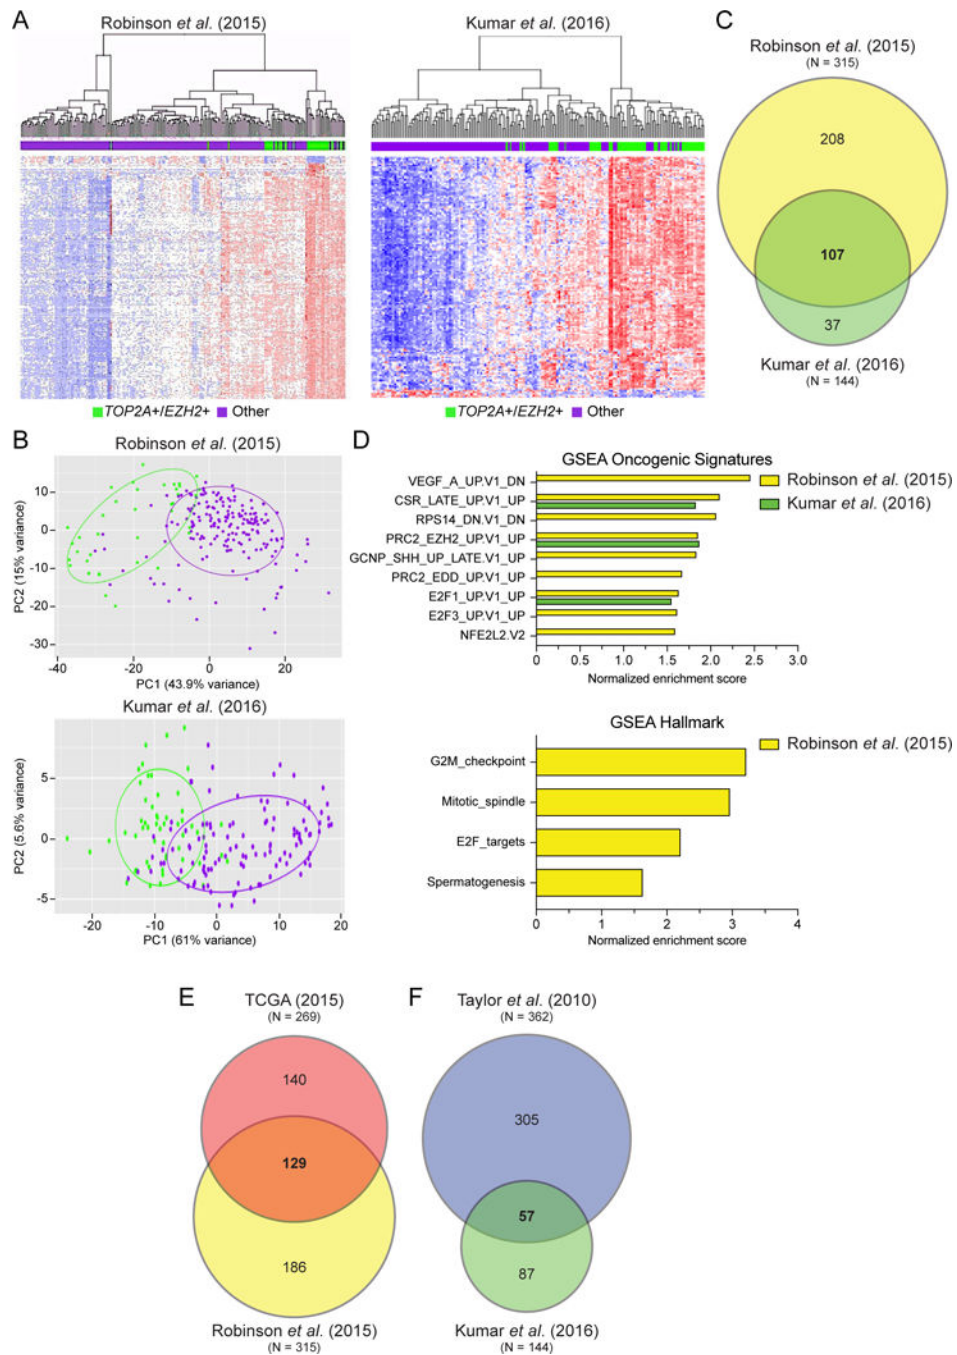 A
Robinson et al. (2015)
Kumar et al. (2016)
TOP2A+/EZH2+ Other
TOP2A+/EZH2+ Other
C
Robinson et al. (2015)
(N = 315)
208
107
37
Kumar et al. (2016)
(N = 144)
B
Robinson et al. (2015)
PC2 (15% variance)
10
0
-10
-20
-30
-40
-20
0
20
PC1 (43.9% variance)
Kumar et al. (2016)
PC2 (5.6% variance)
5
0
-5
-20
-10
0
10
20
PC1 (61% variance)
D
GSEA Oncogenic Signatures
Robinson et al. (2015)
Kumar et al. (2016)
VEGF_A_UP.V1_DN
CSR_LATE_UP.V1_UP
RPS14_DN.V1_DN
PRC2_EZH2_UP.V1_UP
GCNP_SHH_UP_LATE.V1_UP
PRC2_EDD_UP.V1_UP
E2F1_UP.V1_UP
E2F3_UP.V1_UP
NFE2L2.V2
0 0.5 1.0 1.5 2.0 2.5 3.0
Normalized enrichment score
GSEA Hallmark
Robinson et al. (2015)
G2M_checkpoint
Mitotic_spindle
E2F_targets
Spermatogenesis
0 1 2 3 4
Normalized enrichment score
E
TCGA (2015)
(N = 269)
140
129
186
Robinson et al. (2015)
(N = 315)
F
Taylor et al. (2010)
(N = 362)
305
57
87
Kumar et al. (2016)
(N = 144)